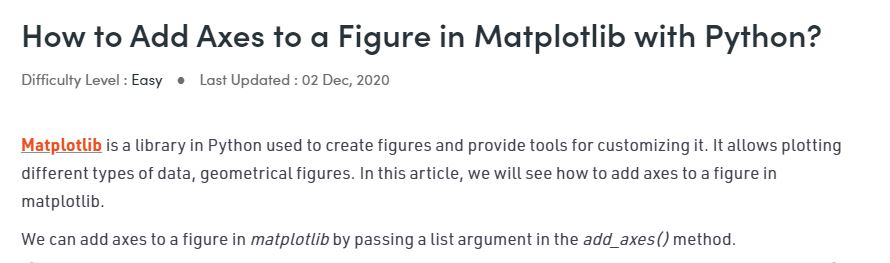 How to Add Axes to a Figure in Matplotlib with Python?
Difficulty Level : Easy ● Last Updated : 02 Dec, 2020
Matplotlib is a library in Python used to create figures and provide tools for customizing it. It allows plotting
different types of data, geometrical figures. In this article, we will see how to add axes to a figure in
matplotlib.
We can add axes to a figure in matplotlib by passing a list argument in the add_axes() method.